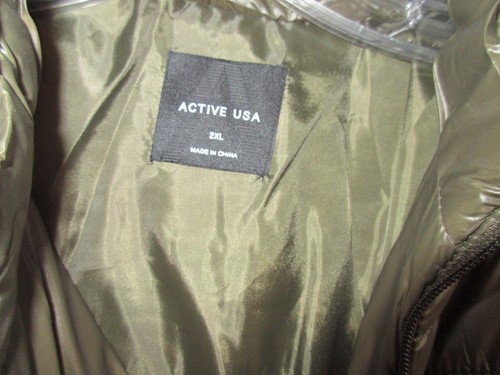 ACTIVE USA
2XL
MADE IN CHINA